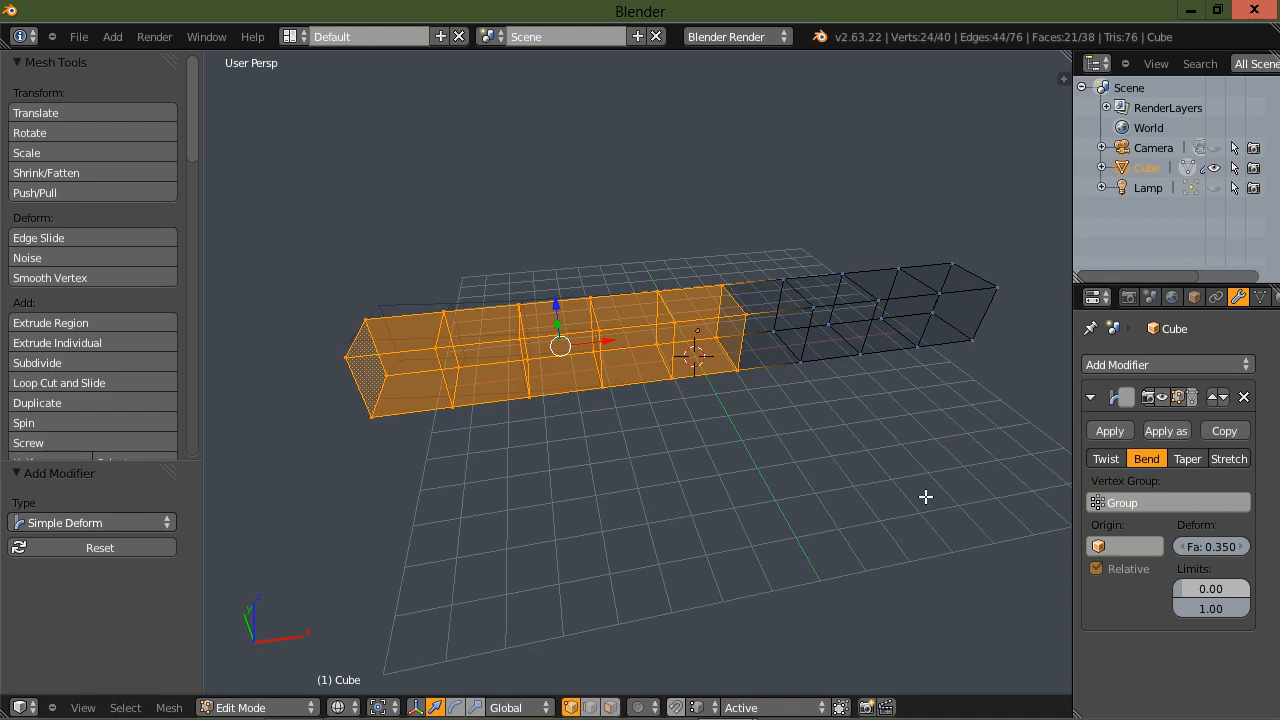 Blender
File Add Render Window Help Default Scene Blender Render v2.63.22 | Verts:24/40 | Edges:44/76 | Faces:21/38 | Tris:76 | Cube
Mesh Tools
Transform:
Translate
Rotate
Scale
Shrink/Fatten
Push/Pull
Deform:
Edge Slide
Noise
Smooth Vertex
Add:
Extrude Region
Extrude Individual
Subdivide
Loop Cut and Slide
Duplicate
Spin
Screw
Add Modifier
Type
Simple Deform
Reset
User Persp
z
y
x
(1) Cube
View Select Mesh Edit Mode Global Active
View Search All Scene
Scene
RenderLayers
World
Camera
Cube
Lamp
Cube
Add Modifier
Apply Apply as Copy
Twist Bend Taper Stretch
Vertex Group:
Group
Origin: Deform:
Fa: 0.350
Relative Limits:
0.00
1.00